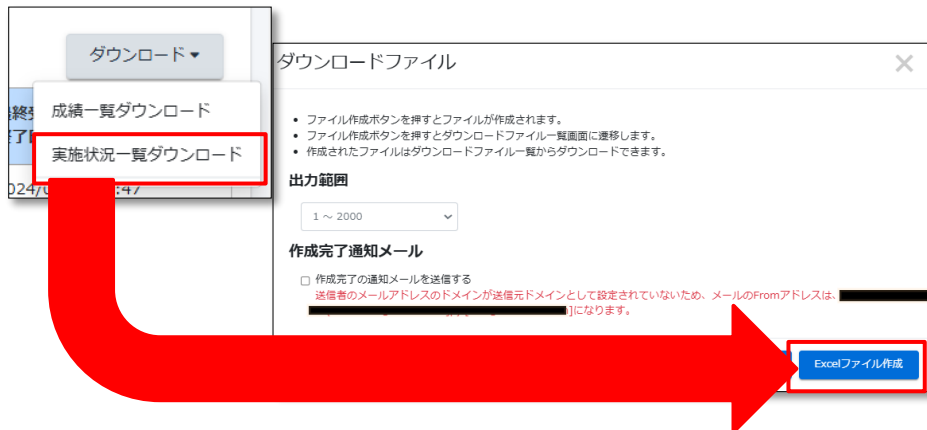 ダウンロード▼
成績一覧ダウンロード
実施状況一覧ダウンロード
ダウンロードファイル
• ファイル作成ボタンを押すとファイルが作成されます。
• ファイル作成ボタンを押すとダウンロードファイル一覧画面に遷移します。
• 作成されたファイルはダウンロードファイル一覧からダウンロードできます。
出力範囲
1 ～ 2000
作成完了通知メール
作成完了の通知メールを送信する
送信者のメールアドレスのドメインが送信元ドメインとして設定されていないため、メールのFromアドレスは、
]になります。
Excelファイル作成